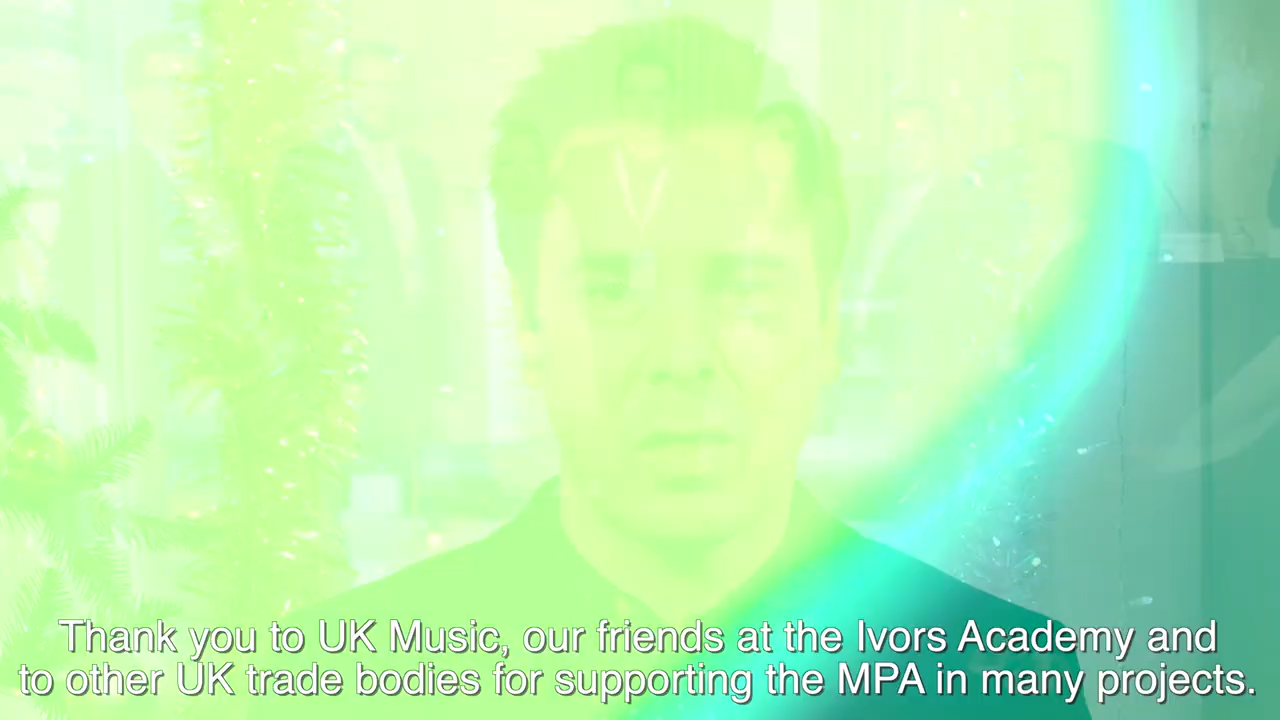 Thank you to UK Music, our friends at the Ivors Academy and
to other UK trade bodies for supporting the MPA in many projects.